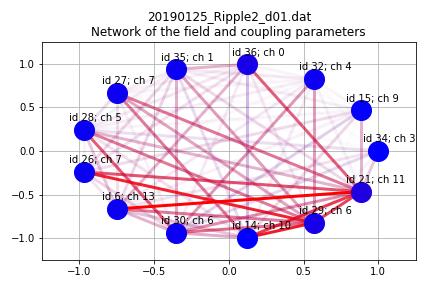 20190125_Ripple2_d01.dat
Network of the field and coupling parameters
id 36; ch 0
id 35; ch 1
id 32; ch 4
id 27; ch 7
id 15; ch 9
id 28; ch 5
id 34; ch 3
id 26; ch 7
id 21; ch 11
id 6; ch 13
id 29; ch 6
id 30; ch 6
id 14; ch 10
1.0
0.5
0.0
−0.5
−1.0
−1.0
−0.5
0.0
0.5
1.0